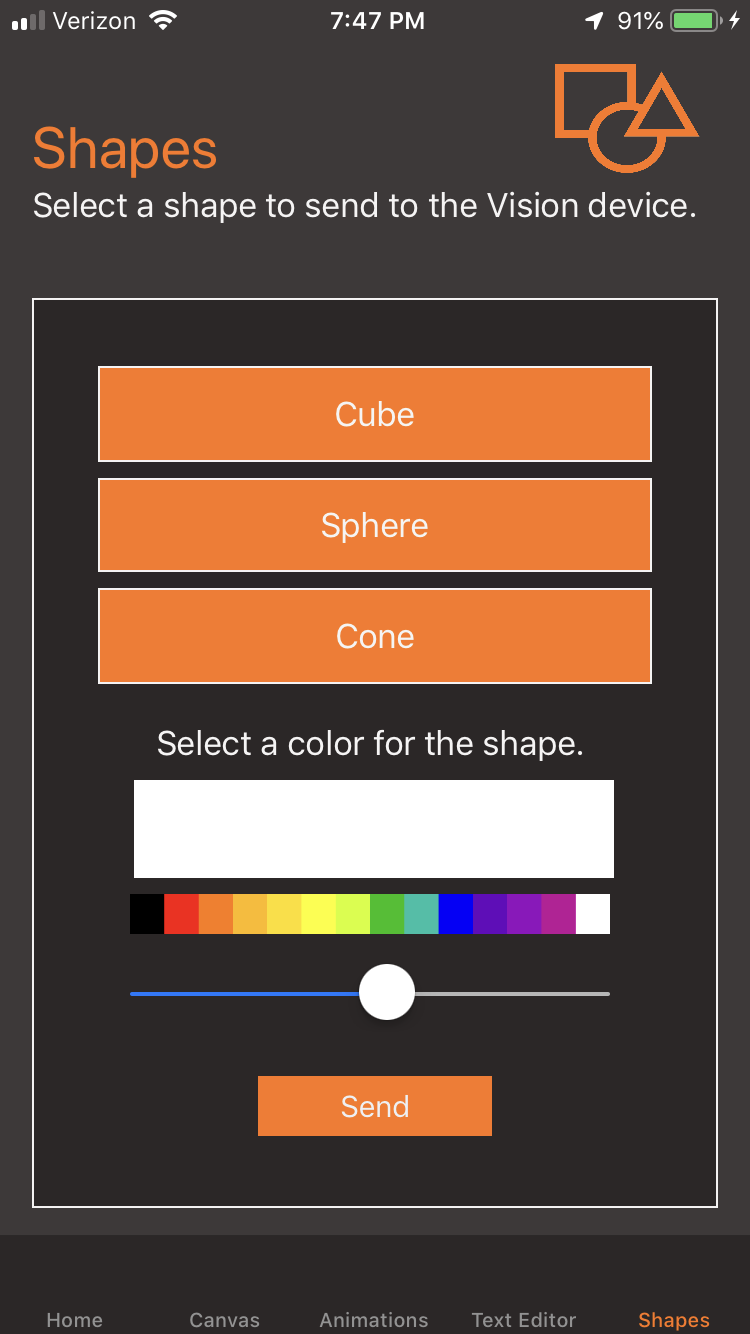 Verizon 7:47 PM 91%
Shapes
Select a shape to send to the Vision device.
Cube
Sphere
Cone
Select a color for the shape.
Send
Home Canvas Animations Text Editor Shapes